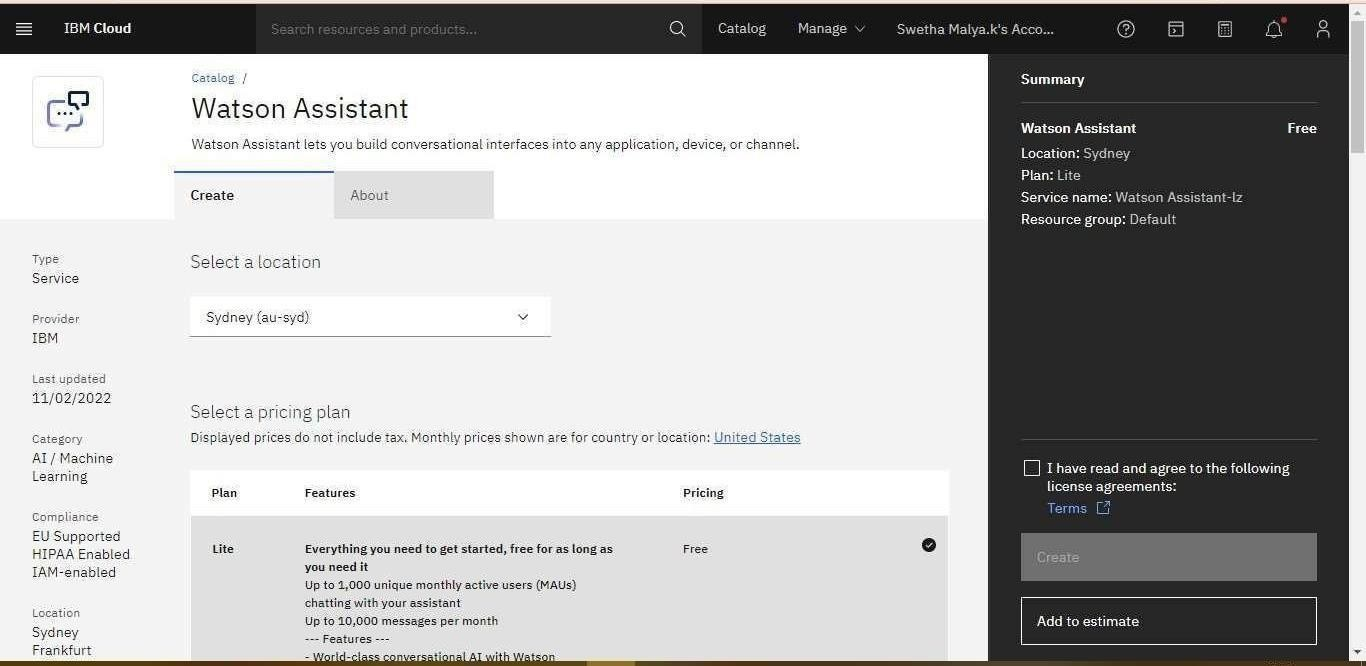 IBM Cloud
Search resources and products...
Catalog
Manage
Swetha Malya.k's Acco...
Catalog /
Watson Assistant
Watson Assistant lets you build conversational interfaces into any application, device, or channel.
Create
About
Type
Service
Provider
IBM
Last updated
11/02/2022
Category
AI / Machine
Learning
Compliance
EU Supported
HIPAA Enabled
IAM-enabled
Location
Sydney
Frankfurt
Select a location
Sydney (au-syd)
Select a pricing plan
Displayed prices do not include tax. Monthly prices shown are for country or location: United States
Plan Features Pricing
Lite Everything you need to get started, free for as long as Free
you need it
Up to 1,000 unique monthly active users (MAUs)
chatting with your assistant
Up to 10,000 messages per month
--- Features ---
- World-class conversational AI with Watson
Summary
Watson Assistant Free
Location: Sydney
Plan: Lite
Service name: Watson Assistant-lz
Resource group: Default
I have read and agree to the following
license agreements:
Terms
Create
Add to estimate